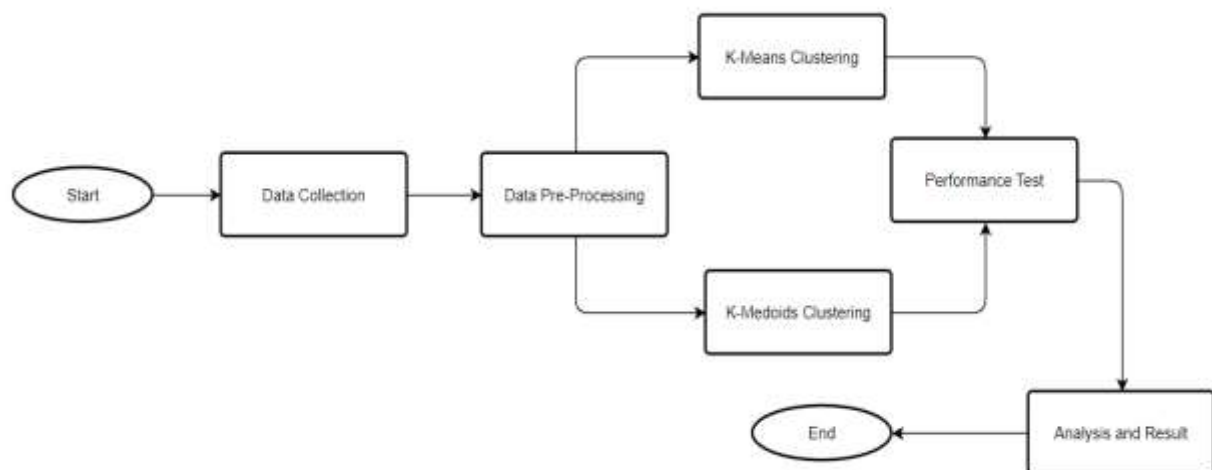 Start
Data Collection
Data Pre-Processing
K-Means Clustering
K-Medoids Clustering
Performance Test
Analysis and Result
End